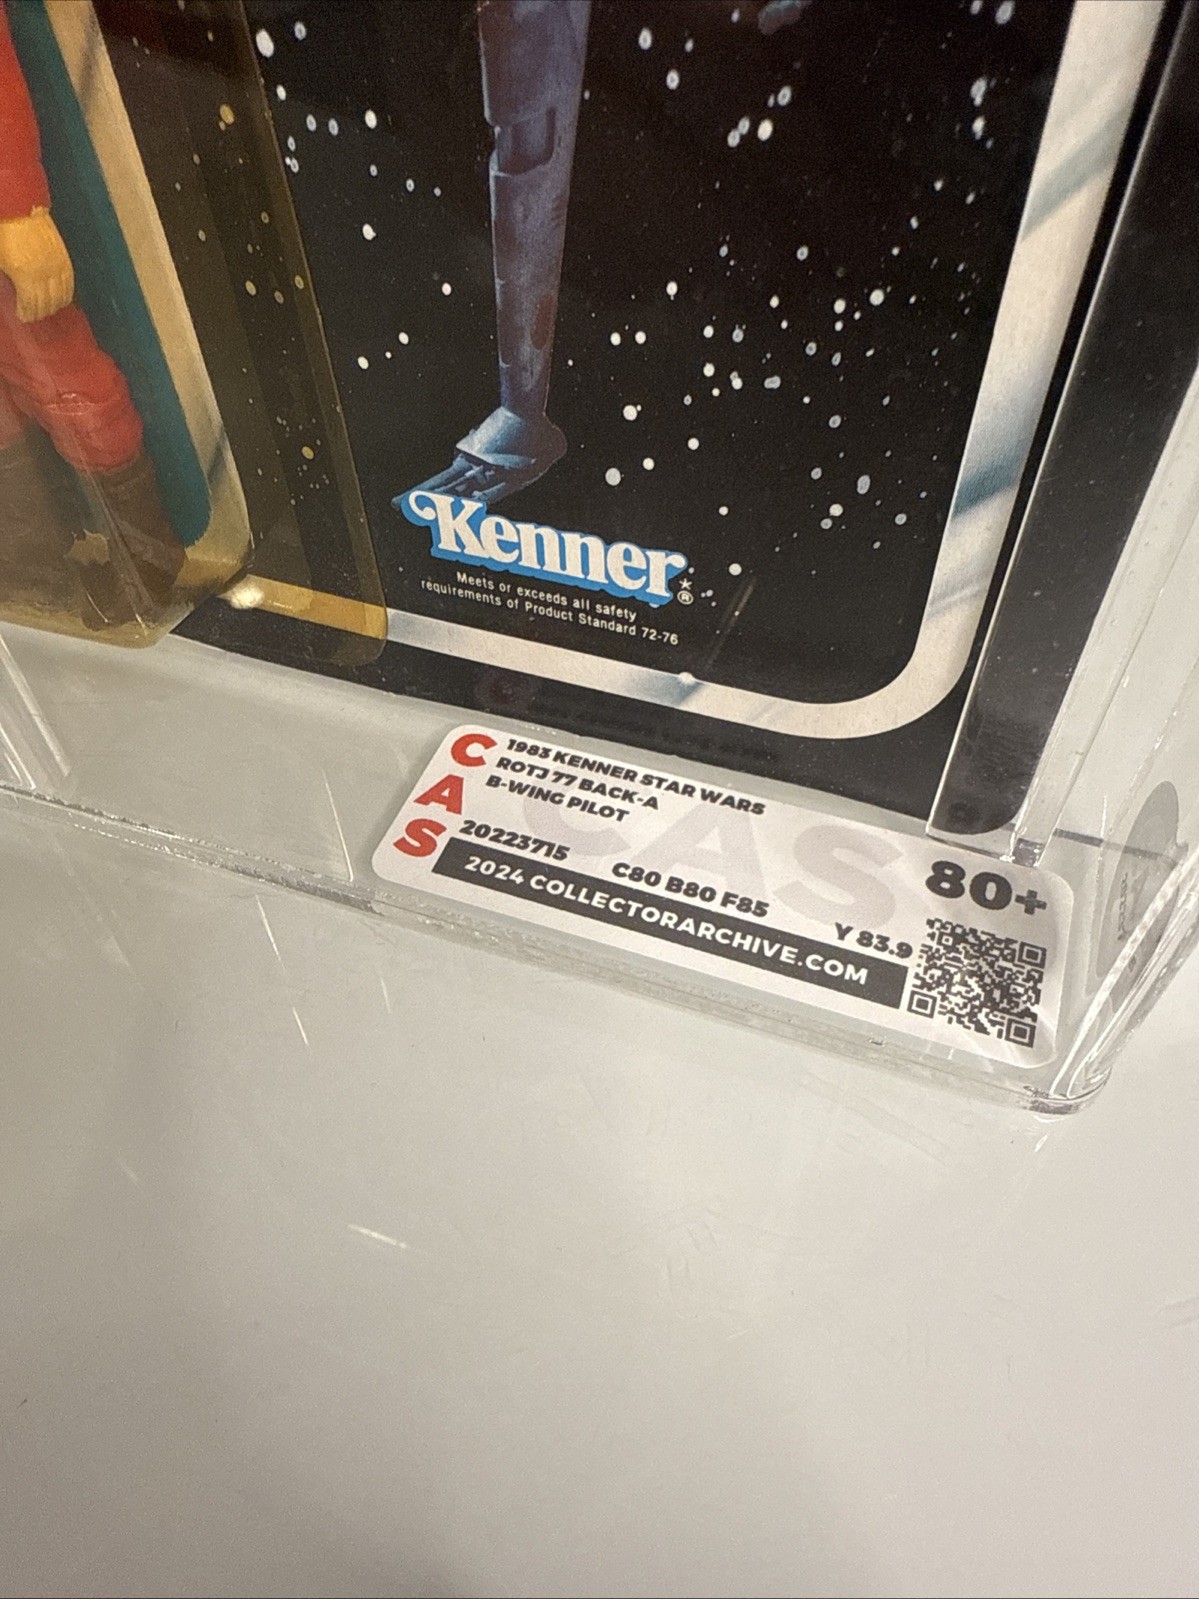 Kenner®
Meets or exceeds all safety
requirements of Product Standard 72-76
CAS
1983 KENNER STAR WARS
ROTJ 77 BACK-A
B-WING PILOT
20223715
C80 B80 F85
80+
Y 83.9
2024 COLLECTORARCHIVE.COM
CAS